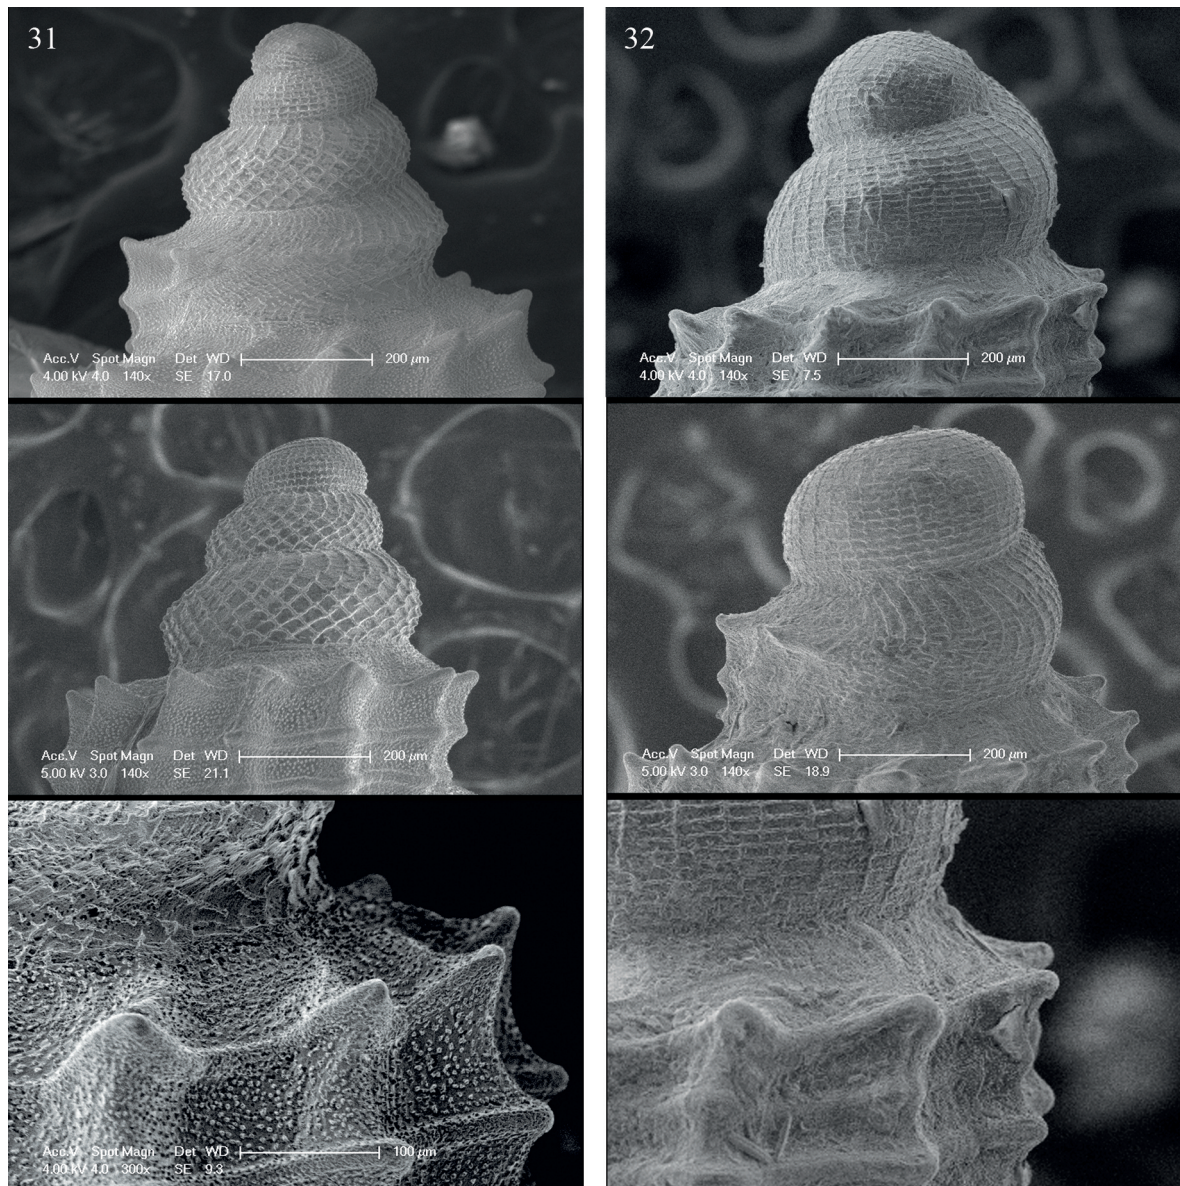 31
Acc.V Spot Magn Det WD 200 µm
4.00 kV 4.0 140x SE 17.0
32
Acc.V Spot Magn Det WD 200 µm
4.00 kV 4.0 140x SE 7.5
Acc.V Spot Magn Det WD 200 µm
5.00 kV 3.0 140x SE 21.1
Acc.V Spot Magn Det WD 200 µm
5.00 kV 3.0 140x SE 18.9
Acc.V Spot Magn Det WD 100 µm
4.00 kV 4.0 300x SE 9.3